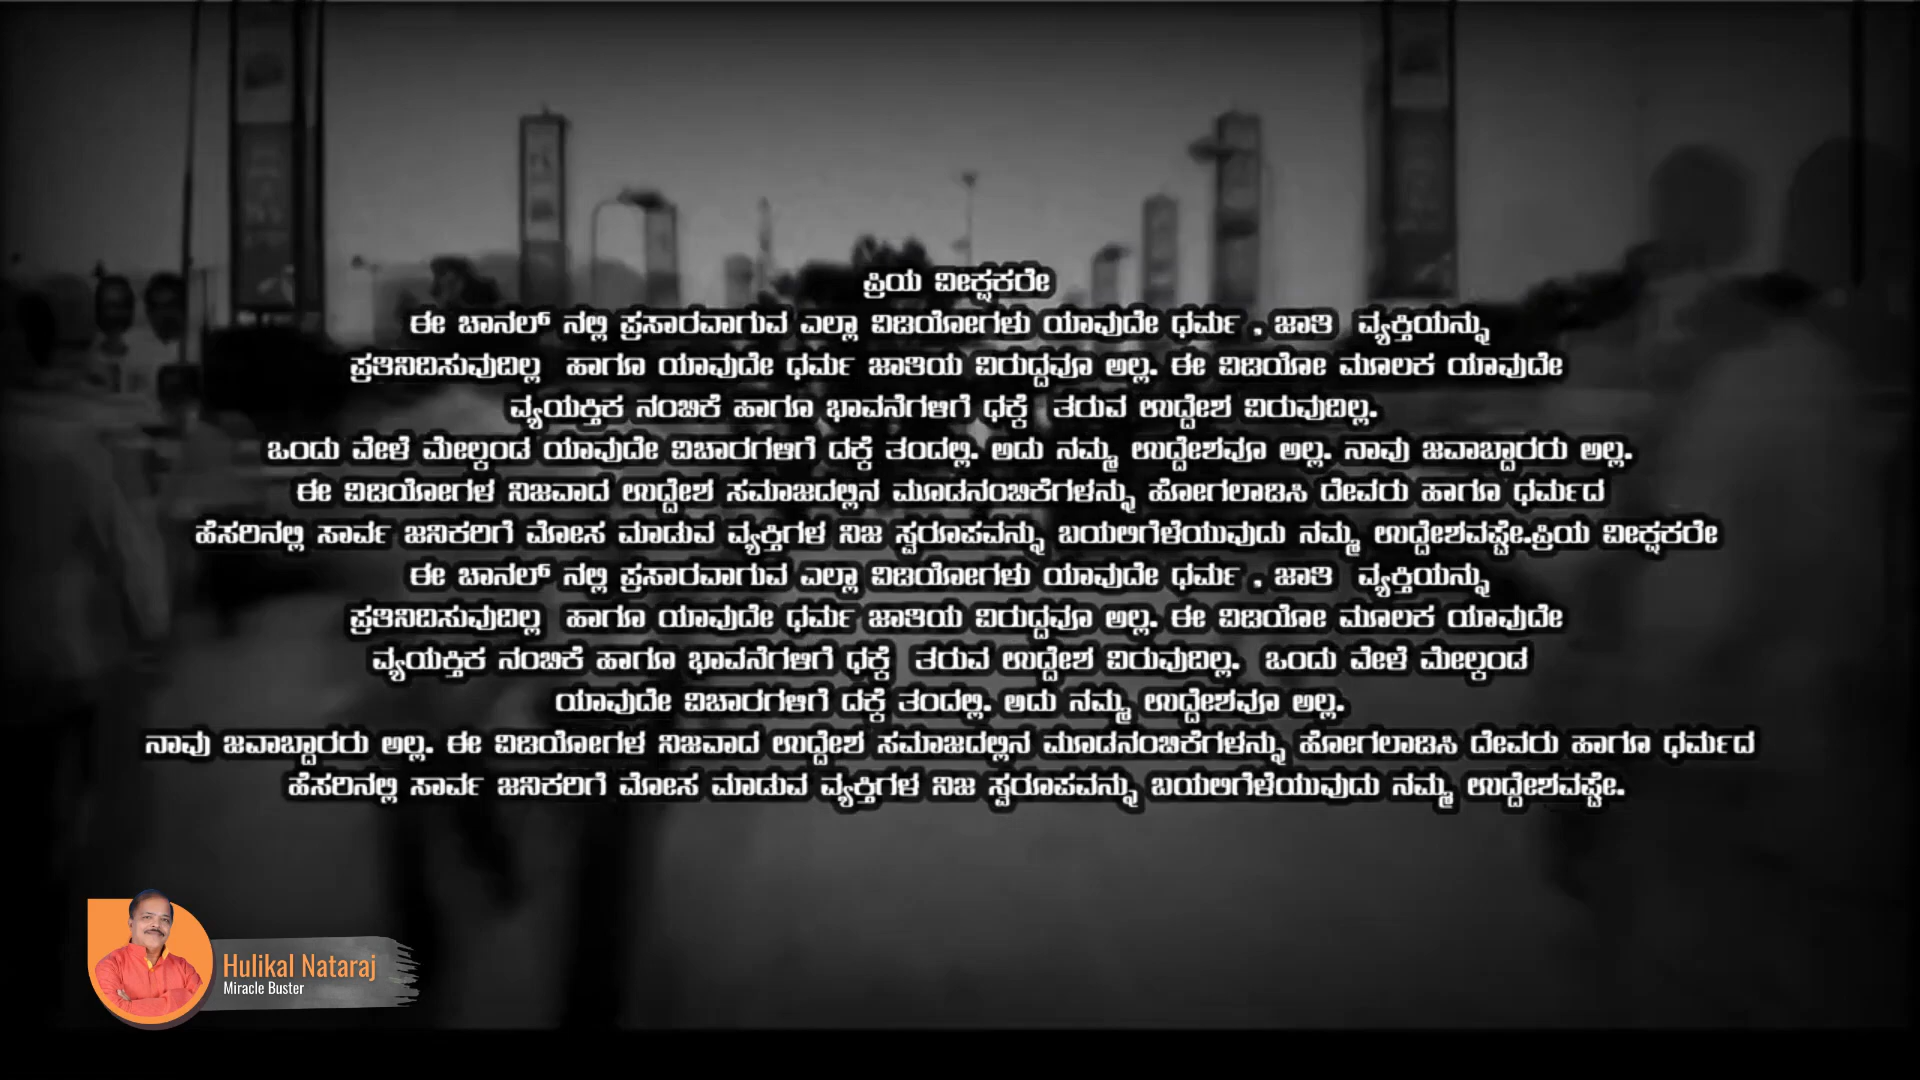 ಪ್ರಿಯ ವೀಕ್ಷಕರೇ
ಈ ಚಾನಲ್ ನಲ್ಲಿ ಪ್ರಸಾರವಾಗುವ ಎಲ್ಲಾ ವಿಡಿಯೋಗಳು ಯಾವುದೇ ಧರ್ಮ , ಜಾತಿ ವ್ಯಕ್ತಿಯನ್ನು
ಪ್ರತಿನಿದಿಸುವುದಿಲ್ಲ ಹಾಗೂ ಯಾವುದೇ ಧರ್ಮ ಜಾತಿಯ ವಿರುದ್ದವೂ ಅಲ್ಲ. ಈ ವಿಡಿಯೋ ಮೂಲಕ ಯಾವುದೇ
ವ್ಯಯಕ್ತಿಕ ನಂಬಿಕೆ ಹಾಗೂ ಭಾವನೆಗಳಿಗೆ ಧಕ್ಕೆ ತರುವ ಉದ್ದೇಶ ವಿರುವುದಿಲ್ಲ.
ಒಂದು ವೇಳೆ ಮೇಲ್ಕಂಡ ಯಾವುದೇ ವಿಚಾರಗಳಿಗೆ ದಕ್ಕೆ ತಂದಲ್ಲಿ. ಅದು ನಮ್ಮ ಉದ್ದೇಶವೂ ಅಲ್ಲ. ನಾವು ಜವಾಬ್ದಾರರು ಅಲ್ಲ.
ಈ ವಿಡಿಯೋಗಳ ನಿಜವಾದ ಉದ್ದೇಶ ಸಮಾಜದಲ್ಲಿನ ಮೂಡನಂಬಿಕೆಗಳನ್ನು ಹೋಗಲಾಡಿಸಿ ದೇವರು ಹಾಗೂ ಧರ್ಮದ
ಹೆಸರಿನಲ್ಲಿ ಸಾರ್ವ ಜನಿಕರಿಗೆ ಮೋಸ ಮಾಡುವ ವ್ಯಕ್ತಿಗಳ ನಿಜ ಸ್ವರೂಪವನ್ನು ಬಯಲಿಗೆಳೆಯುವುದು ನಮ್ಮ ಉದ್ದೇಶವಷ್ಟೇ.ಪ್ರಿಯ ವೀಕ್ಷಕರೇ
ಈ ಚಾನಲ್ ನಲ್ಲಿ ಪ್ರಸಾರವಾಗುವ ಎಲ್ಲಾ ವಿಡಿಯೋಗಳು ಯಾವುದೇ ಧರ್ಮ , ಜಾತಿ ವ್ಯಕ್ತಿಯನ್ನು
ಪ್ರತಿನಿದಿಸುವುದಿಲ್ಲ ಹಾಗೂ ಯಾವುದೇ ಧರ್ಮ ಜಾತಿಯ ವಿರುದ್ದವೂ ಅಲ್ಲ. ಈ ವಿಡಿಯೋ ಮೂಲಕ ಯಾವುದೇ
ವ್ಯಯಕ್ತಿಕ ನಂಬಿಕೆ ಹಾಗೂ ಭಾವನೆಗಳಿಗೆ ಧಕ್ಕೆ ತರುವ ಉದ್ದೇಶ ವಿರುವುದಿಲ್ಲ. ಒಂದು ವೇಳೆ ಮೇಲ್ಕಂಡ
ಯಾವುದೇ ವಿಚಾರಗಳಿಗೆ ದಕ್ಕೆ ತಂದಲ್ಲಿ. ಅದು ನಮ್ಮ ಉದ್ದೇಶವೂ ಅಲ್ಲ.
ನಾವು ಜವಾಬ್ದಾರರು ಅಲ್ಲ. ಈ ವಿಡಿಯೋಗಳ ನಿಜವಾದ ಉದ್ದೇಶ ಸಮಾಜದಲ್ಲಿನ ಮೂಡನಂಬಿಕೆಗಳನ್ನು ಹೋಗಲಾಡಿಸಿ ದೇವರು ಹಾಗೂ ಧರ್ಮದ
ಹೆಸರಿನಲ್ಲಿ ಸಾರ್ವ ಜನಿಕರಿಗೆ ಮೋಸ ಮಾಡುವ ವ್ಯಕ್ತಿಗಳ ನಿಜ ಸ್ವರೂಪವನ್ನು ಬಯಲಿಗೆಳೆಯುವುದು ನಮ್ಮ ಉದ್ದೇಶವಷ್ಟೇ.
Hulikal Nataraj
Miracle Buster